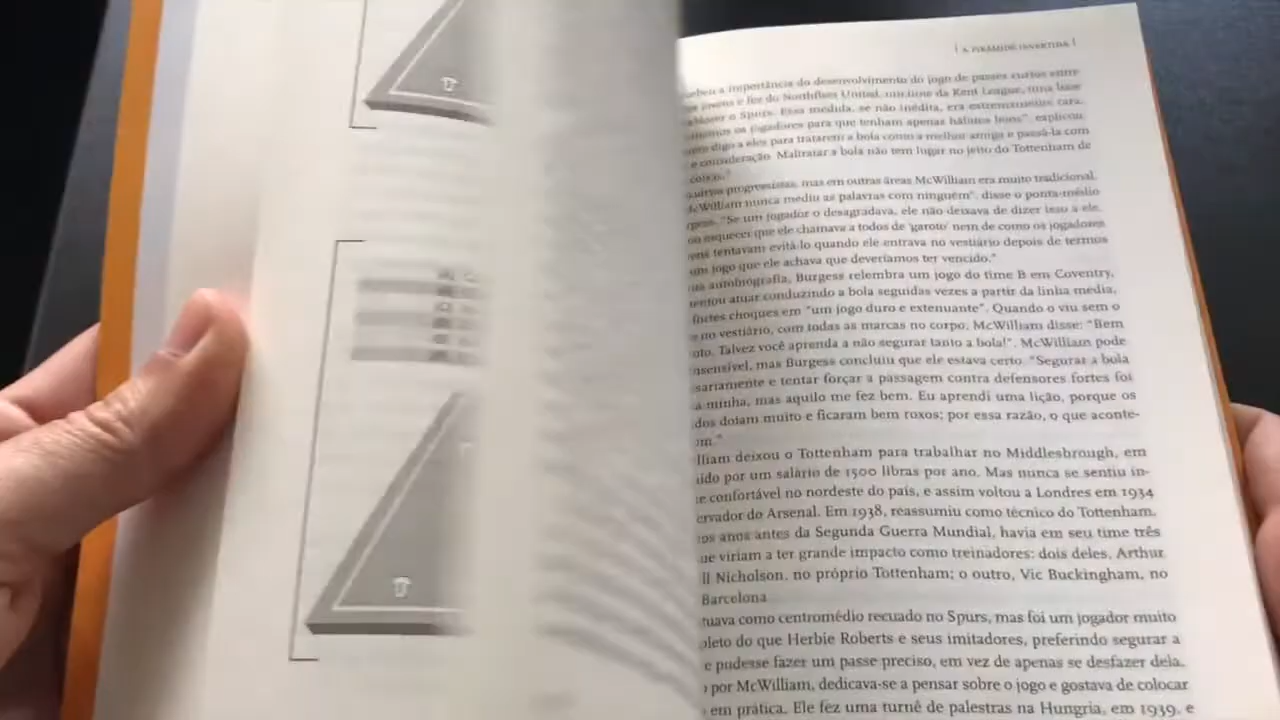 | A PIRÂMIDE INVERTIDA |
a importância do desenvolvimento do jogo de passes curtos entre
jovens e fez do Northfleet United, um time da Kent League, uma base
o Spurs. Essa medida, se não inédita, era extremamente rara.
os jogadores para que tenham apenas hábitos bons", explicou.
digo a eles para tratarem a bola como a melhor amiga e passá-la com
e consideração. Maltratar a bola não tem lugar no jeito do Tottenham de
coisas."
progressistas, mas em outras áreas McWilliam era muito tradicional.
McWilliam nunca mediu as palavras com ninguém", disse o ponta-médio
"Se um jogador o desagradava, ele não deixava de dizer isso a ele.
esquecer que ele chamava a todos de 'garoto' nem de como os jogadores
tentavam evitá-lo quando ele entrava no vestiário depois de termos
um jogo que ele achava que deveríamos ter vencido."
autobiografia, Burgess relembra um jogo do time B em Coventry,
tentou atuar conduzindo a bola seguidas vezes a partir da linha média,
fortes choques em "um jogo duro e extenuante". Quando o viu sem o
no vestiário, com todas as marcas no corpo, McWilliam disse: "Bem
oto. Talvez você aprenda a não segurar tanto a bola!". McWilliam pode
nsensível, mas Burgess concluiu que ele estava certo. "Segurar a bola
sariamente e tentar forçar a passagem contra defensores fortes foi
a minha, mas aquilo me fez bem. Eu aprendi uma lição, porque os
dos doíam muito e ficaram bem roxos; por essa razão, o que aconte-
im."
lliam deixou o Tottenham para trabalhar no Middlesbrough, em
ido por um salário de 1500 libras por ano. Mas nunca se sentiu in-
e confortável no nordeste do país, e assim voltou a Londres em 1934
ervador do Arsenal. Em 1938, reassumiu como técnico do Tottenham.
os anos antes da Segunda Guerra Mundial, havia em seu time três
ue viriam a ter grande impacto como treinadores: dois deles, Arthur
ll Nicholson, no próprio Tottenham; o outro, Vic Buckingham, no
Barcelona
tuava como centromédio recuado no Spurs, mas foi um jogador muito
pleto do que Herbie Roberts e seus imitadores, preferindo segurar a
e pudesse fazer um passe preciso, em vez de apenas se desfazer dela.
por McWilliam, dedicava-se a pensar sobre o jogo e gostava de colocar
em prática. Ele fez uma turnê de palestras na Hungria, em 1939, e